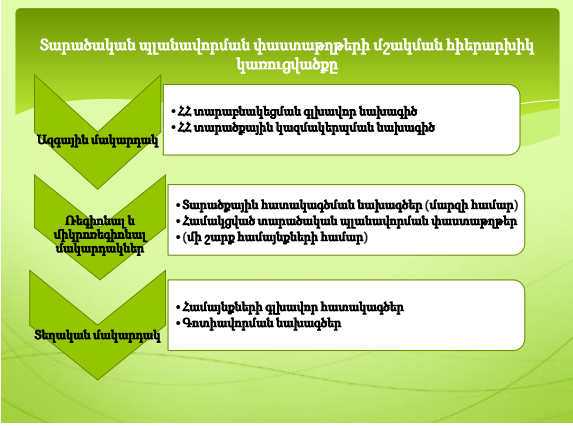 Տարածական պլանավորման փաստաթղթերի մշակման հիերարխիկ
կառուցվածքը
Ազգային մակարդակ
• ՀՀ տարաբնակեցման գլխավոր նախագիծ
• ՀՀ տարածքային կազմակերպման նախագիծ
Ռեգիոնալ և
միկրոռեգիոնալ
մակարդակներ
• Տարածքային հատակագծման նախագծեր (մարզի համար)
• Համակցված տարածական պլանավորման փաստաթղթեր
• (մի շարք համայնքների համար)
Տեղական մակարդակ
• Համայնքների գլխավոր հատակագծեր
• Գոտիավորման նախագծեր